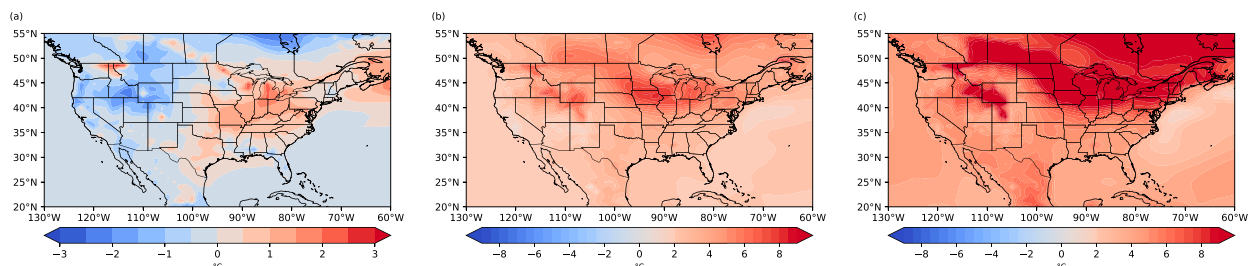 (a) (b) (c)
55°N 55°N 55°N
50°N 50°N 50°N
45°N 45°N 45°N
40°N 40°N 40°N
35°N 35°N 35°N
30°N 30°N 30°N
25°N 25°N 25°N
20°N 20°N 20°N
130°W 120°W 110°W 100°W 90°W 80°W 70°W 60°W 130°W 120°W 110°W 100°W 90°W 80°W 70°W 60°W 130°W 120°W 110°W 100°W 90°W 80°W 70°W 60°W
−3 −2 −1 0 1 2 3 −8 −6 −4 −2 0 2 4 6 8 −8 −6 −4 −2 0 2 4 6 8
°C °C °C